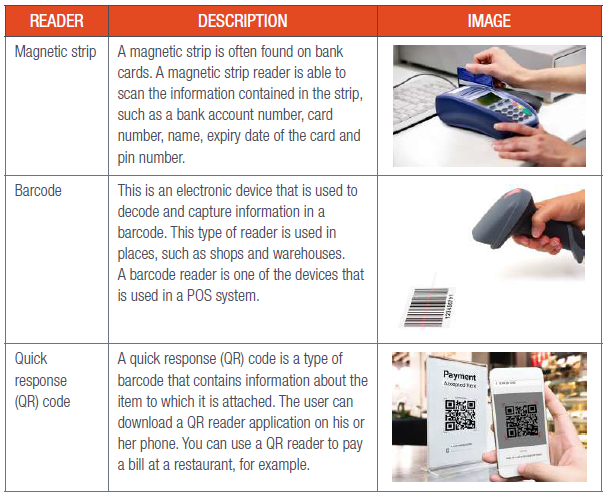 READER
DESCRIPTION
IMAGE
Magnetic strip
A magnetic strip is often found on bank
cards. A magnetic strip reader is able to
scan the information contained in the strip,
such as a bank account number, card
number, name, expiry date of the card and
pin number.
Barcode
This is an electronic device that is used to
decode and capture information in a
barcode. This type of reader is used in
places, such as shops and warehouses.
A barcode reader is one of the devices that
is used in a POS system.
Quick
response
(QR) code
A quick response (QR) code is a type of
barcode that contains information about the
item to which it is attached. The user can
download a QR reader application on his or
her phone. You can use a QR reader to pay
a bill at a restaurant, for example.
Payment
Accepted Here